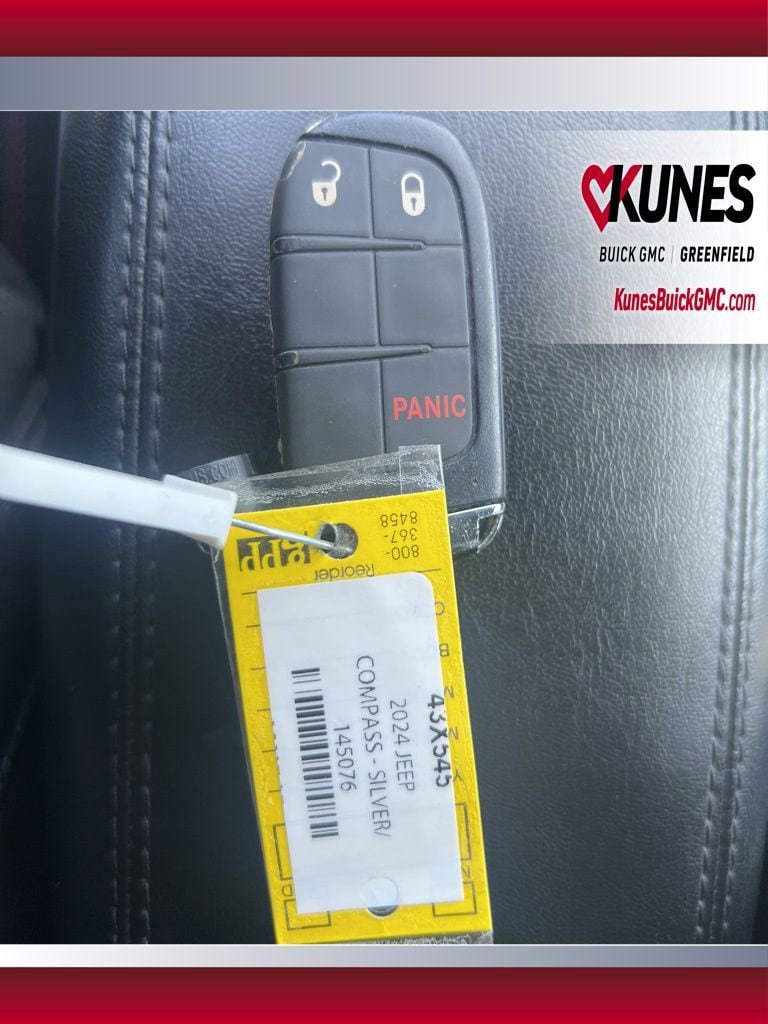 KUNES
BUICK GMC | GREENFIELD
KunesBuickGMC.com
PANIC
800-
367-
8458
Reorder
43X545
2024 JEEP
COMPASS - SILVER/
145076